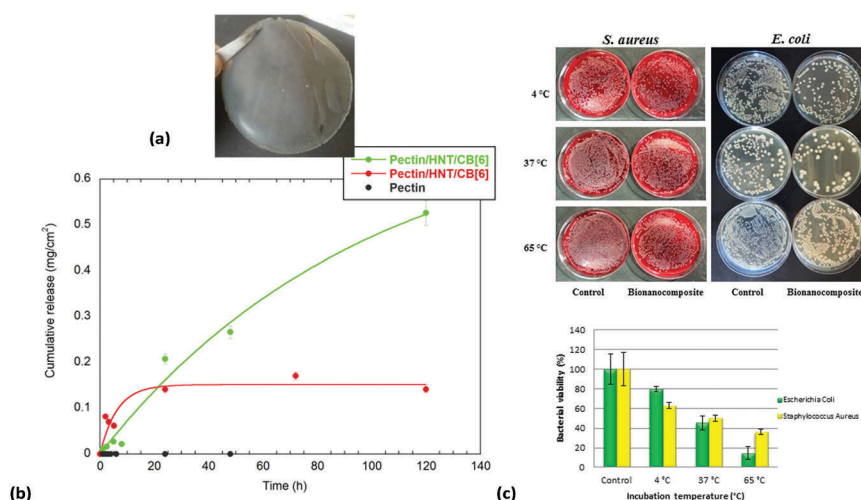 (a)
Pectin/HNT/CB[6]
Pectin/HNT/CB[6]
Pectin
0.6
0.5
0.4
0.3
0.2
0.1
0
Cumulative release (mg/cm²)
0 20 40 60 80 100 120 140
Time (h)
(b)
S. aureus E. coli
4 °C
37 °C
65 °C
Control Bionanocomposite Control Bionanocomposite
140
120
100
80
60
40
20
0
Bacterial viability (%)
Escherichia Coli
Staphylococcus Aureus
Control 4 °C 37 °C 65 °C
Incubation temperature (°C)
(c)